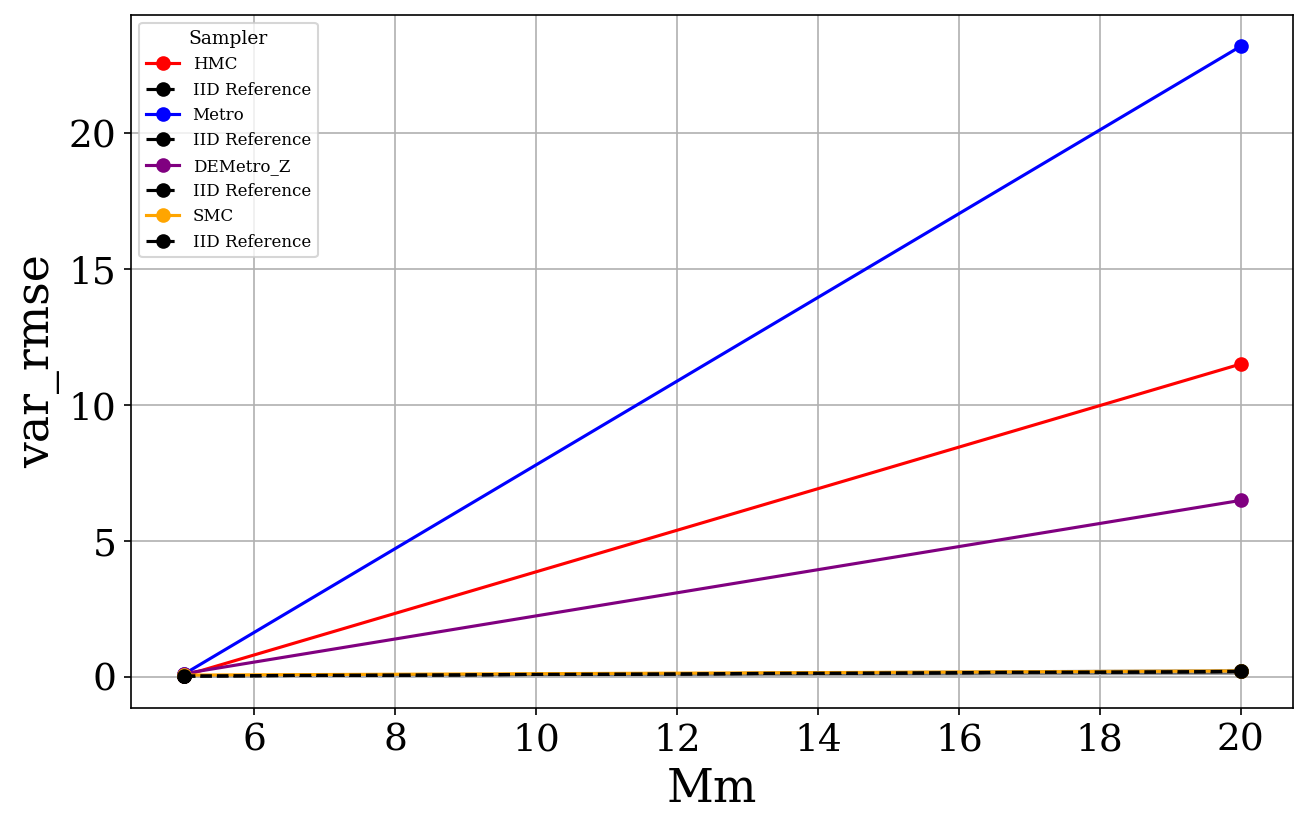 Sampler
HMC
IID Reference
Metro
IID Reference
DEMetro_Z
IID Reference
SMC
IID Reference
var_rmse
20
15
10
5
0
6 8 10 12 14 16 18 20
Mm